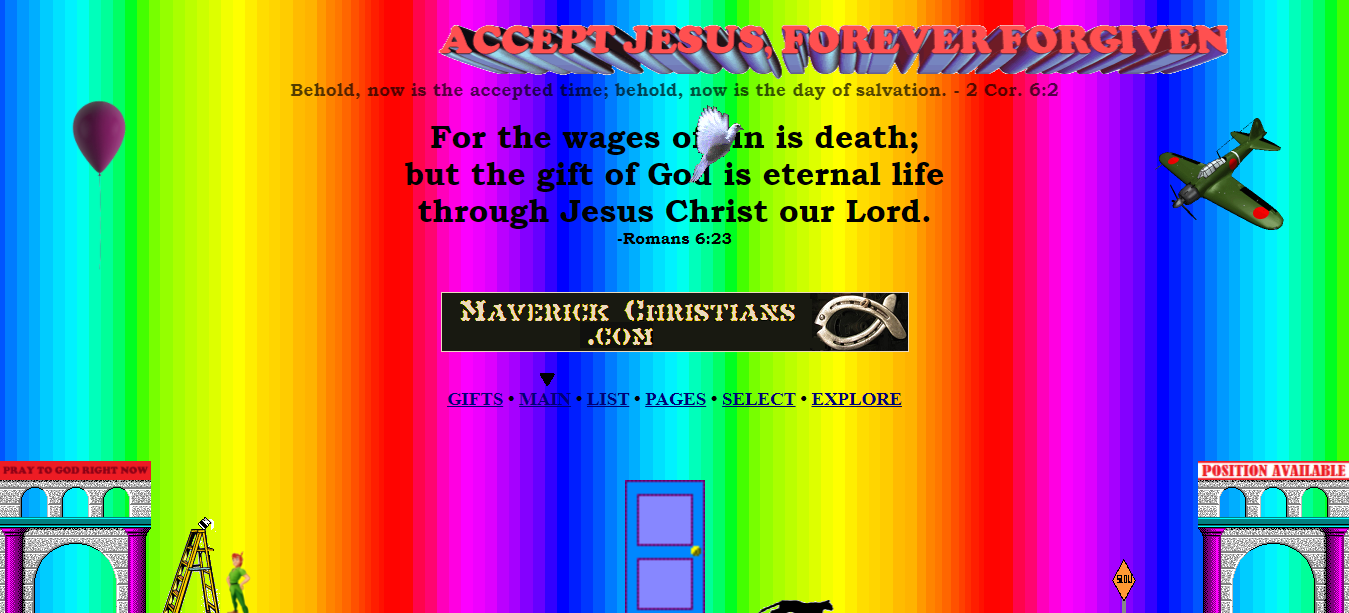 ACCEPT JESUS, FOREVER FORGIVEN
Behold, now is the accepted time; behold, now is the day of salvation. - 2 Cor. 6:2
For the wages of in is death;
but the gift of God is eternal life
through Jesus Christ our Lord.
-Romans 6:23
MAVERICK CHRISTIANS
.COM
GIFTS • MAIN • LIST • PAGES • SELECT • EXPLORE
PRAY TO GOD RIGHT NOW
POSITION AVAILABLE
SLOW